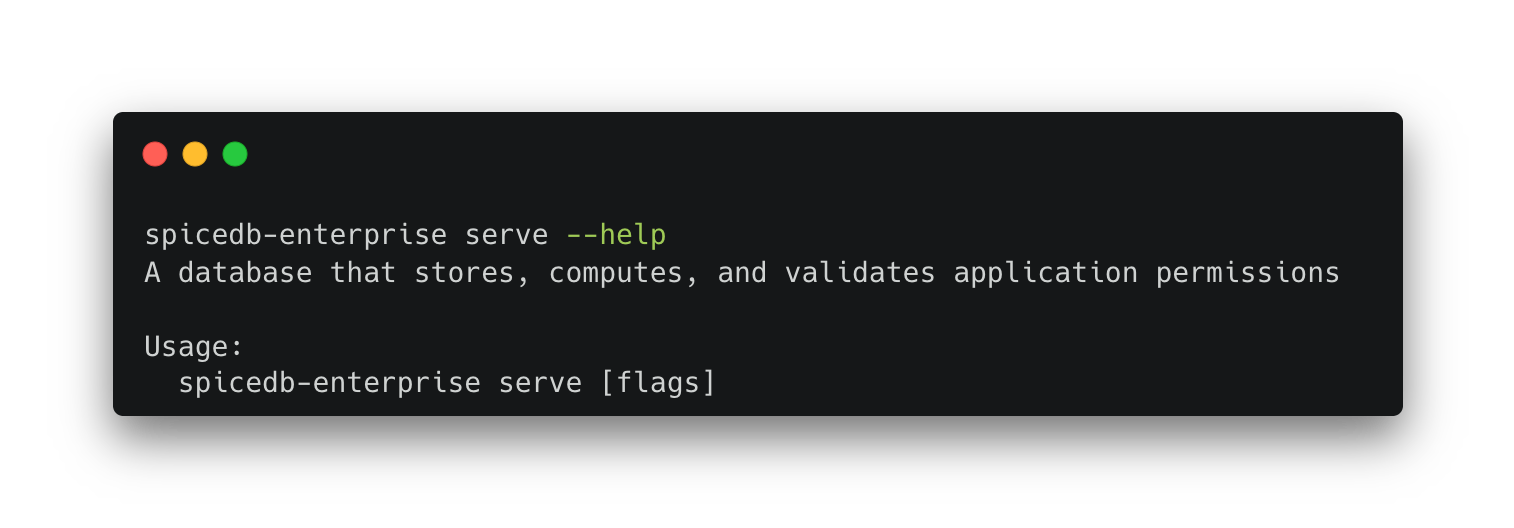 spicedb-enterprise serve --help
A database that stores, computes, and validates application permissions
Usage:
spicedb-enterprise serve [flags]